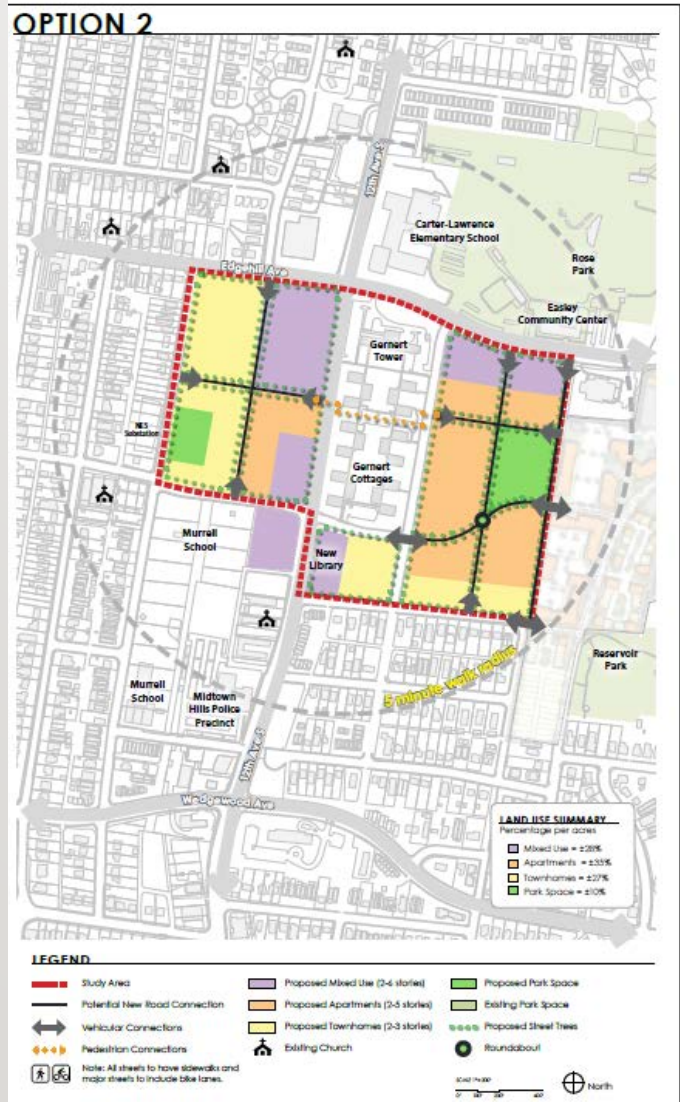 OPTION 2
12th Ave S
Carter-Lawrence
Elementary School
Rose
Park
Edgehill Ave
Easley
Community Center
Gernert
Tower
NES
Substation
Gernert
Cottages
Murrell
School
New
Library
5 minute walk radius
Reservoir
Park
Murrell
School
Midtown
Hills Police
Precinct
12th Ave S
Wedgewood Ave
LAND USE SUMMARY
Percentage per acres
Mixed Use = ±28%
Apartments = ±35%
Townhomes = ±27%
Park Space = ±10%
LEGEND
Study Area
Potential New Road Connection
Vehicular Connections
Pedestrian Connections
Note: All streets to have sidewalks and
major streets to include bike lanes.
Proposed Mixed Use (2-6 stories)
Proposed Apartments (2-5 stories)
Proposed Townhomes (2-3 stories)
Existing Church
Proposed Park Space
Existing Park Space
Proposed Street Trees
Roundabout
North